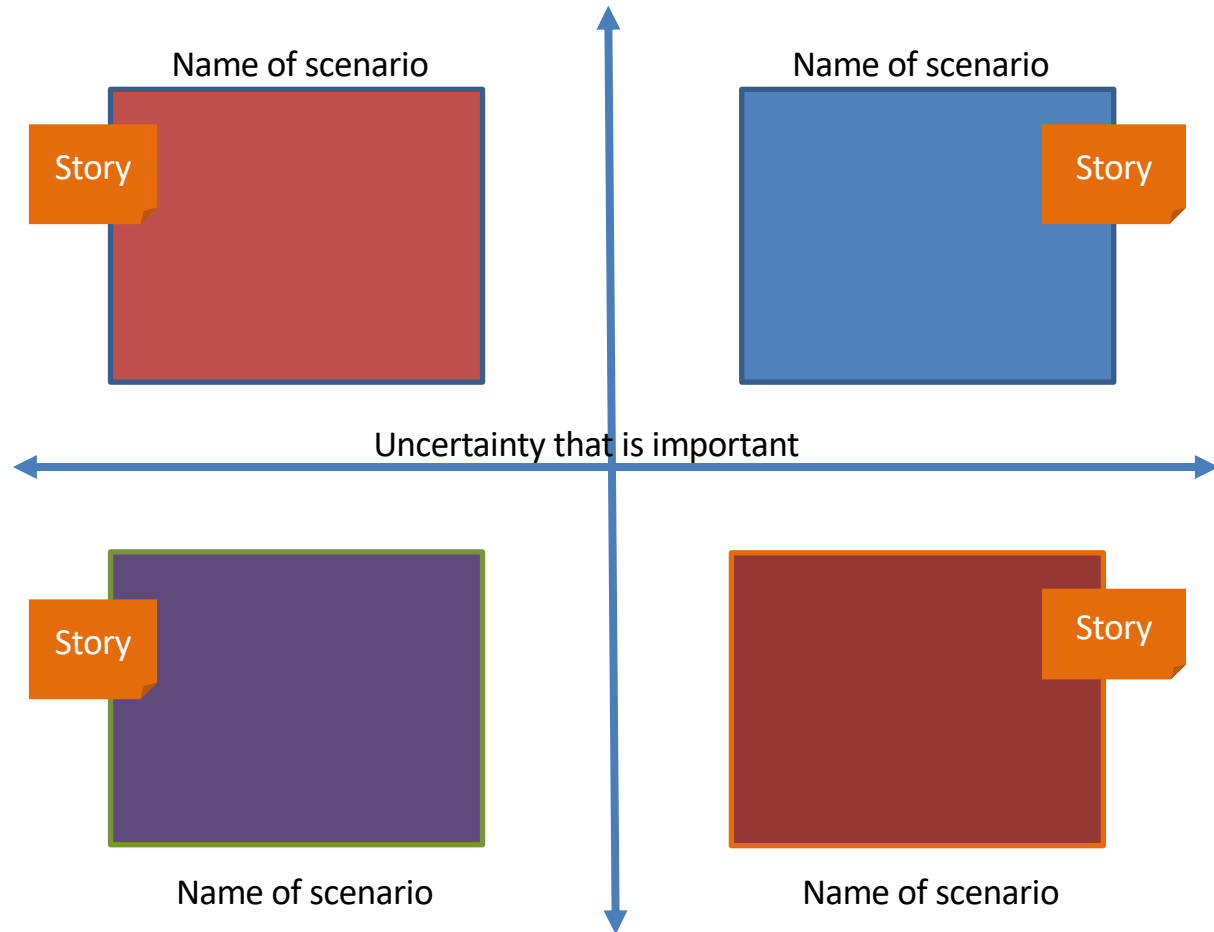 Name of scenario
Name of scenario
Story
Story
Uncertainty that is important
Story
Story
Name of scenario
Name of scenario